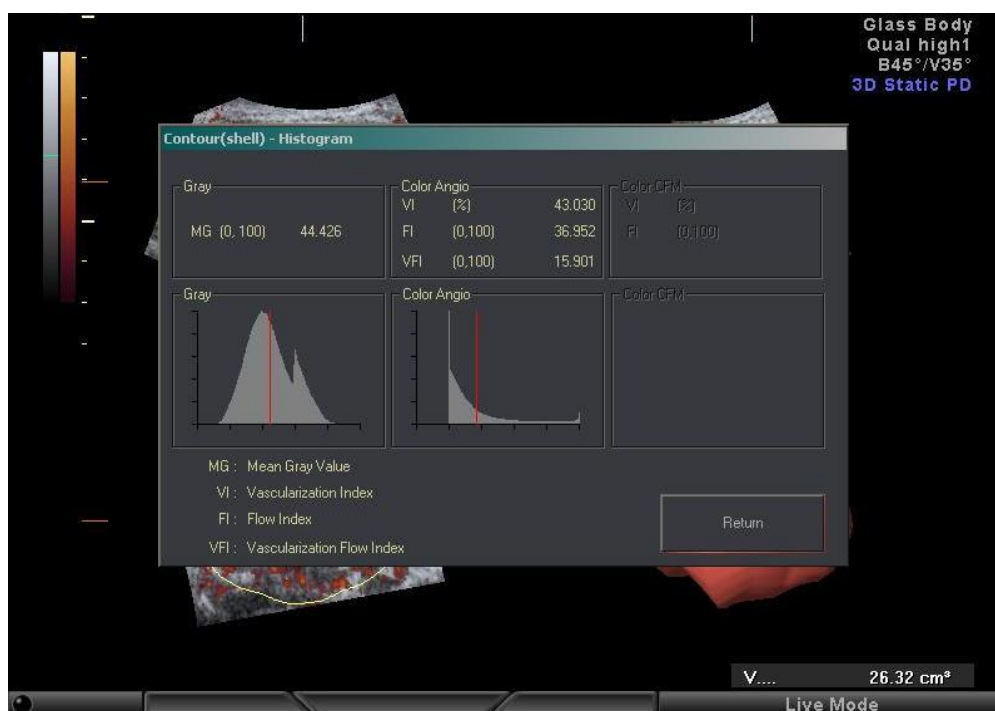 Glass Body
Qual high1
B45°/V35°
3D Static PD
Contour(shell) - Histogram
Gray
MG (0, 100) 44.426
Color Angio
VI (%) 43.030
FI (0,100) 36.952
VFI (0,100) 15.901
Color CFM
VI (%)
FI (0,100)
Gray
Color Angio
Color CFM
MG : Mean Gray Value
VI : Vascularization Index
FI : Flow Index
VFI : Vascularization Flow Index
Return
V.... 26.32 cm³
Live Mode